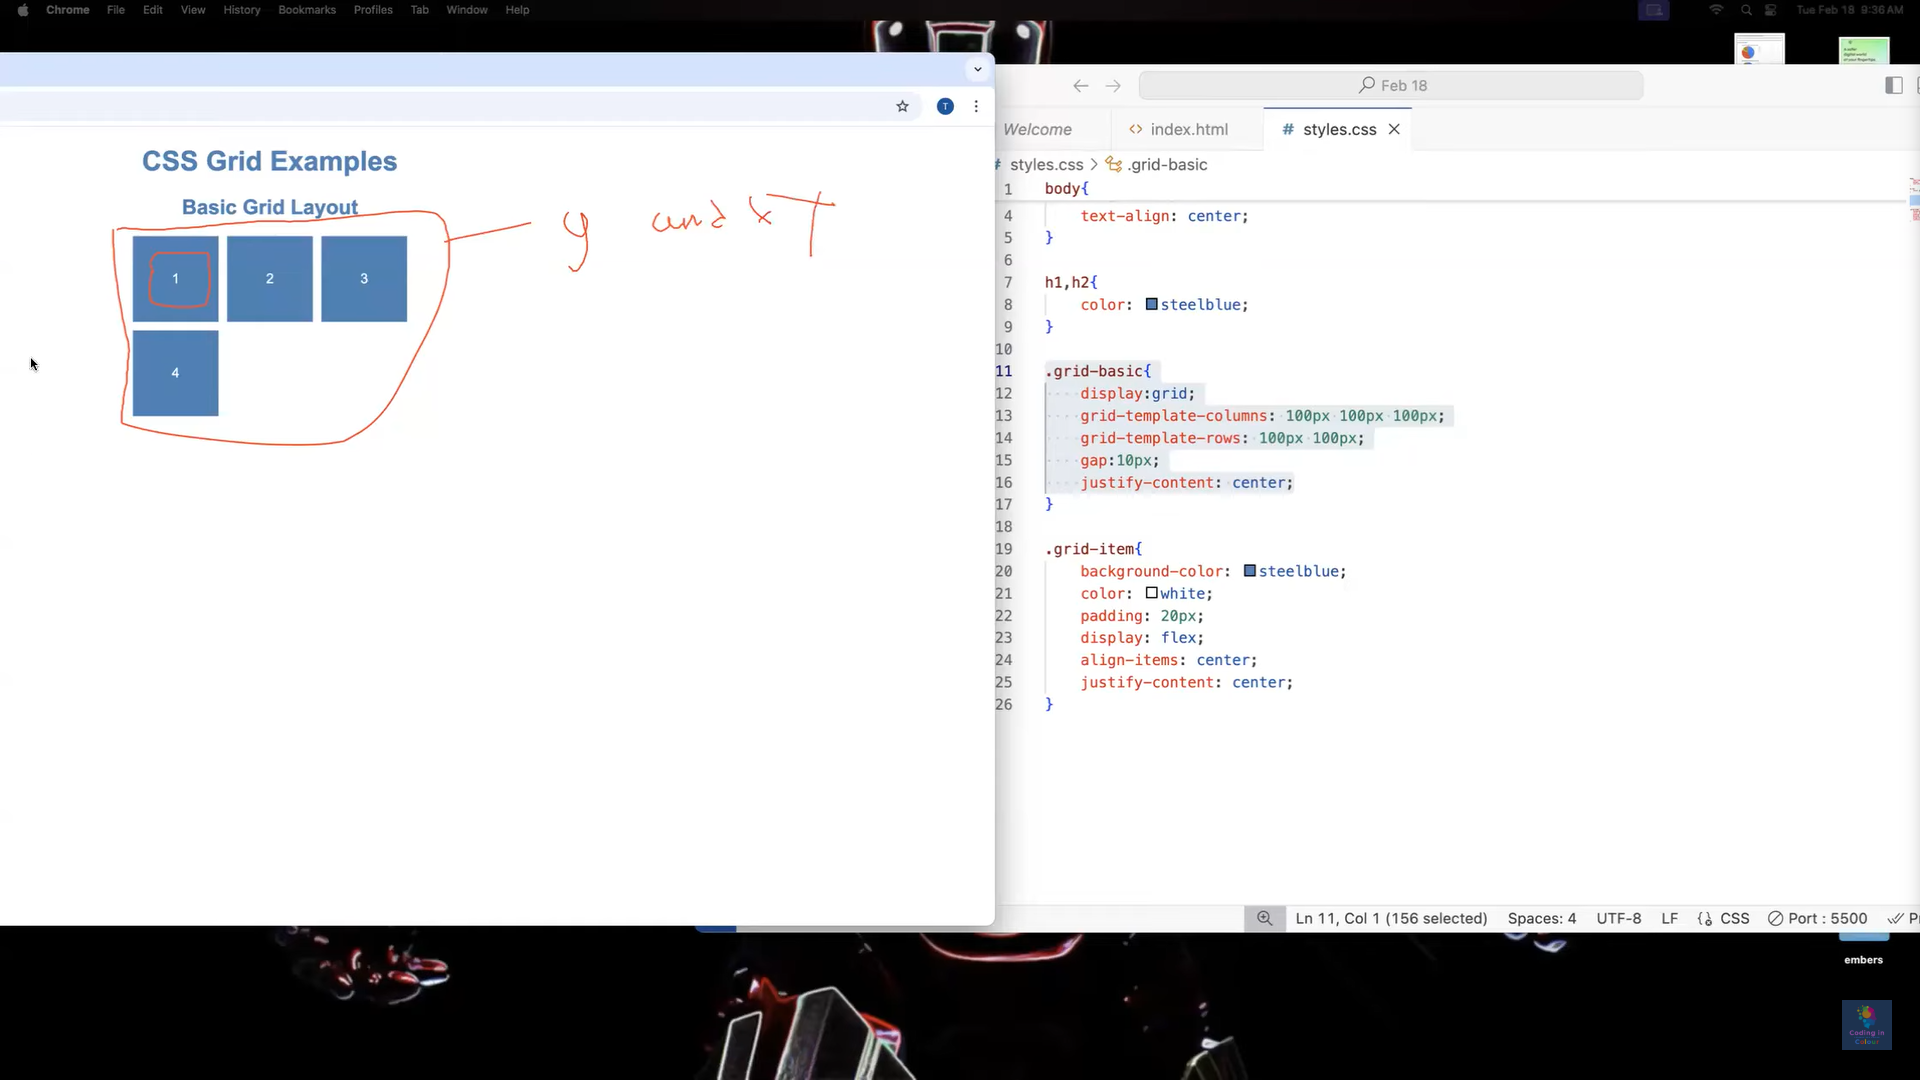 Chrome File Edit View History Bookmarks Profiles Tab Window Help Tue Feb 18 9:36 AM
T
CSS Grid Examples
Basic Grid Layout
y and x
1 2 3
4
Feb 18
Welcome <> index.html # styles.css
# styles.css > .grid-basic
1 body{
4 text-align: center;
5 }
6
7 h1,h2{
8 color: steelblue;
9 }
10
11 .grid-basic{
12 display:grid;
13 grid-template-columns: 100px 100px 100px;
14 grid-template-rows: 100px 100px;
15 gap:10px;
16 justify-content: center;
17 }
18
19 .grid-item{
20 background-color: steelblue;
21 color: white;
22 padding: 20px;
23 display: flex;
24 align-items: center;
25 justify-content: center;
26 }
Ln 11, Col 1 (156 selected) Spaces: 4 UTF-8 LF {} CSS Port : 5500
embers
Coding in
Colour